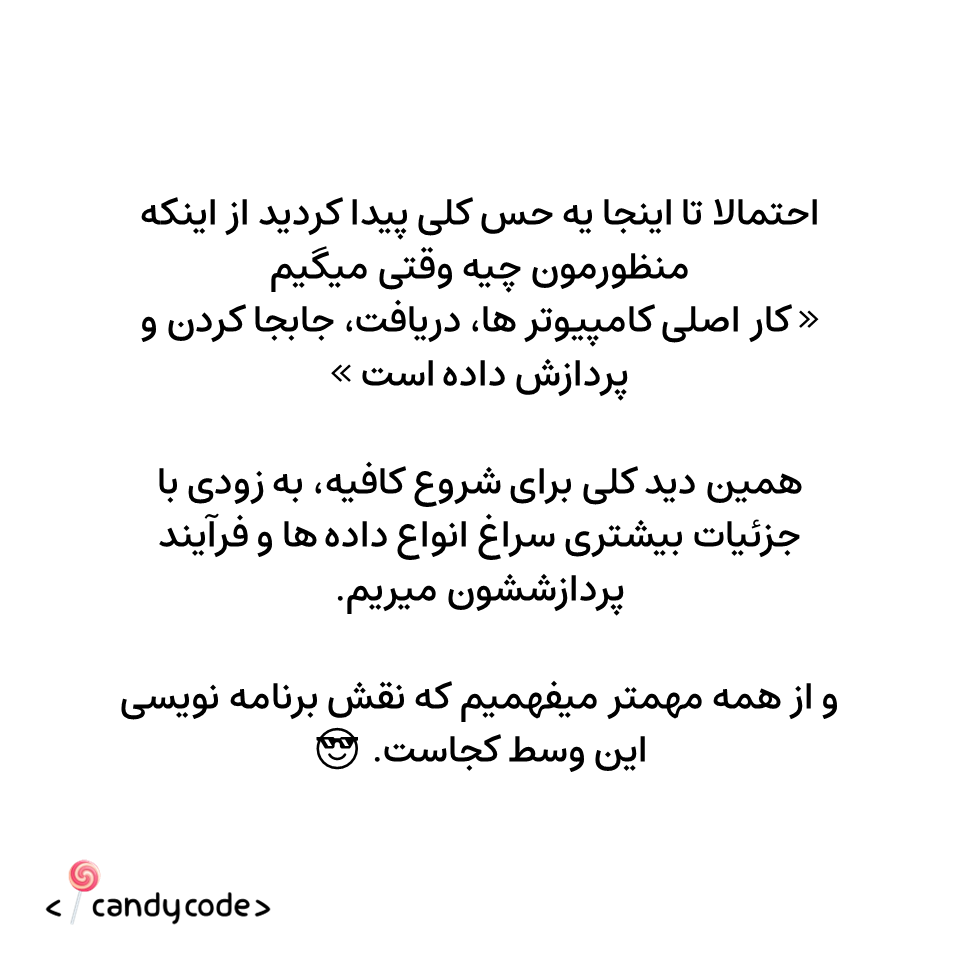 احتمالا تا اینجا یه حس کلی پیدا کردید از اینکه
منظورمون چیه وقتی میگیم
« کار اصلی کامپیوتر ها، دریافت، جابجا کردن و
پردازش داده است »
همین دید کلی برای شروع کافیه، به زودی با
جزئیات بیشتری سراغ انواع داده ها و فرآیند
پردازششون میریم.
و از همه مهمتر میفهمیم که نقش برنامه نویسی
این وسط کجاست. 😎
< / candycode >